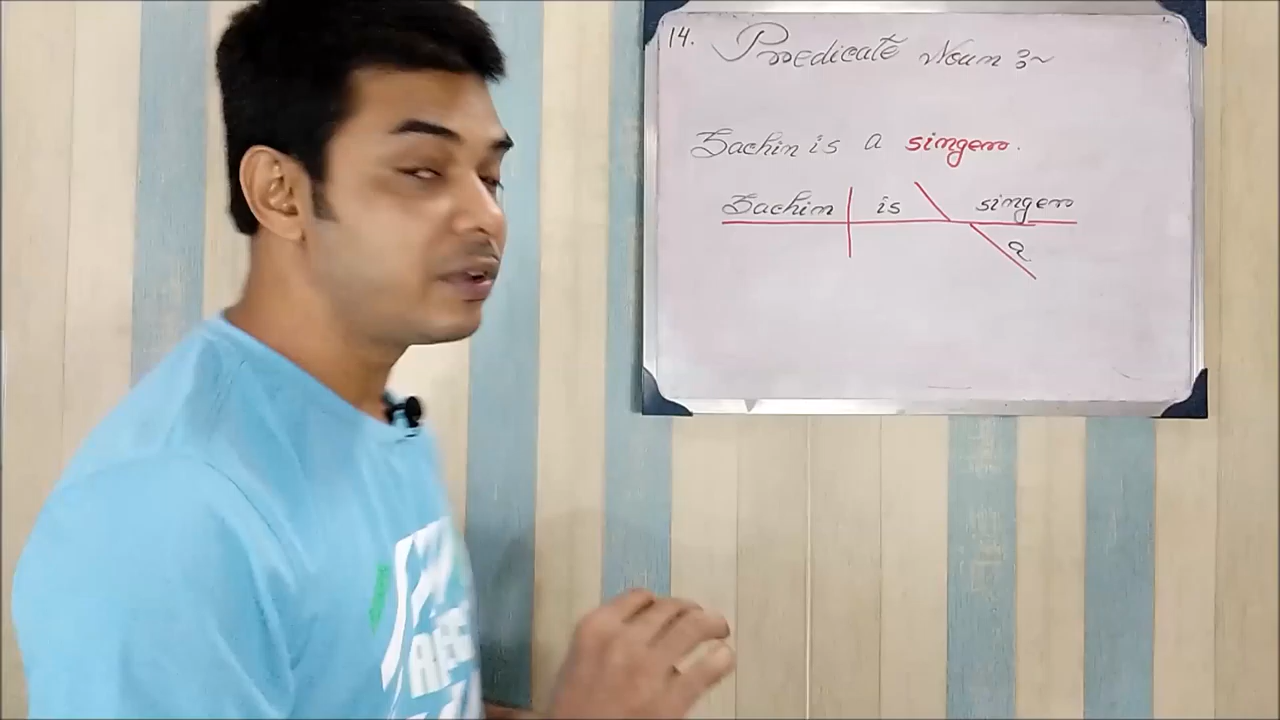 14. Predicate Noun :~
Sachin is a singer.
Sachin is singer
a